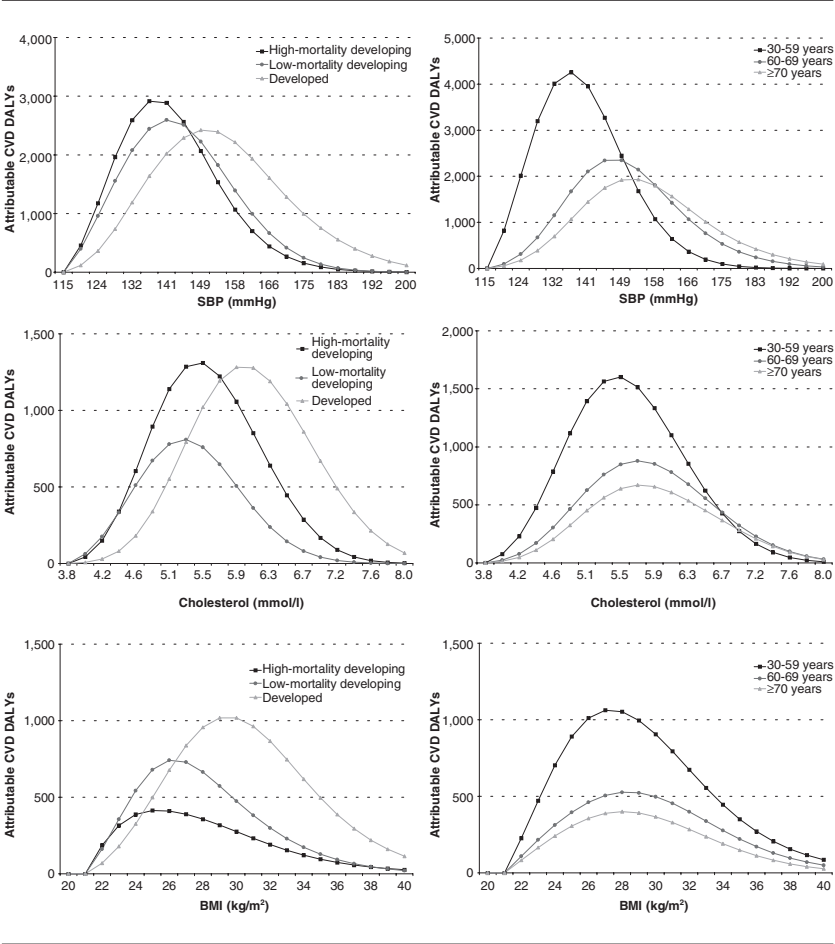 4,000
3,000
2,000
1,000
0
Attributable CVD DALYs
High-mortality developing
Low-mortality developing
Developed
115 124 132 141 149 158 166 175 183 192 200
SBP (mmHg)
5,000
4,000
3,000
2,000
1,000
0
Attributable CVD DALYs
30-59 years
60-69 years
≥70 years
115 124 132 141 149 158 166 175 183 192 200
SBP (mmHg)
1,500
1,000
500
0
Attributable CVD DALYs
High-mortality
developing
Low-mortality
developing
Developed
3.8 4.2 4.6 5.1 5.5 5.9 6.3 6.7 7.2 7.6 8.0
Cholesterol (mmol/l)
2,000
1,500
1,000
500
0
Attributable CVD DALYs
30-59 years
60-69 years
≥70 years
3.8 4.2 4.6 5.1 5.5 5.9 6.3 6.7 7.2 7.6 8.0
Cholesterol (mmol/l)
1,500
1,000
500
0
Attributable CVD DALYs
High-mortality developing
Low-mortality developing
Developed
20 22 24 26 28 30 32 34 36 38 40
BMI (kg/m²)
1,500
1,000
500
0
Attributable CVD DALYs
30-59 years
60-69 years
≥70 years
20 22 24 26 28 30 32 34 36 38 40
BMI (kg/m²)